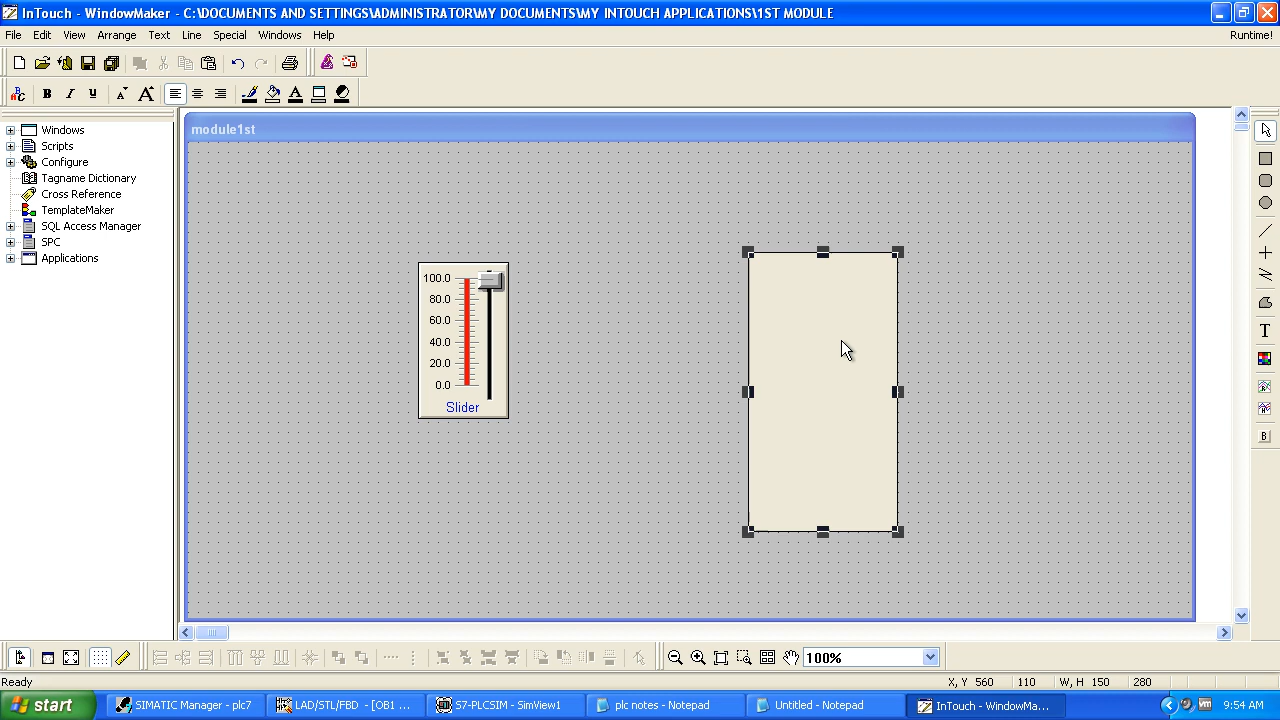 InTouch - WindowMaker - C:\DOCUMENTS AND SETTINGS\ADMINISTRATOR\MY DOCUMENTS\MY INTOUCH APPLICATIONS\1ST MODULE
File Edit View Arrange Text Line Special Windows Help Runtime!
B I U A A A
module1st
Windows
Scripts
Configure
Tagname Dictionary
Cross Reference
TemplateMaker
SQL Access Manager
SPC
Applications
100.0
80.0
60.0
40.0
20.0
0.0
Slider
T
B
100%
Ready X, Y 560 110 W, H 150 280
start SIMATIC Manager - plc7 LAD/STL/FBD - [OB1 ... S7-PLCSIM - SimView1 plc notes - Notepad Untitled - Notepad InTouch - WindowMa... 9:54 AM